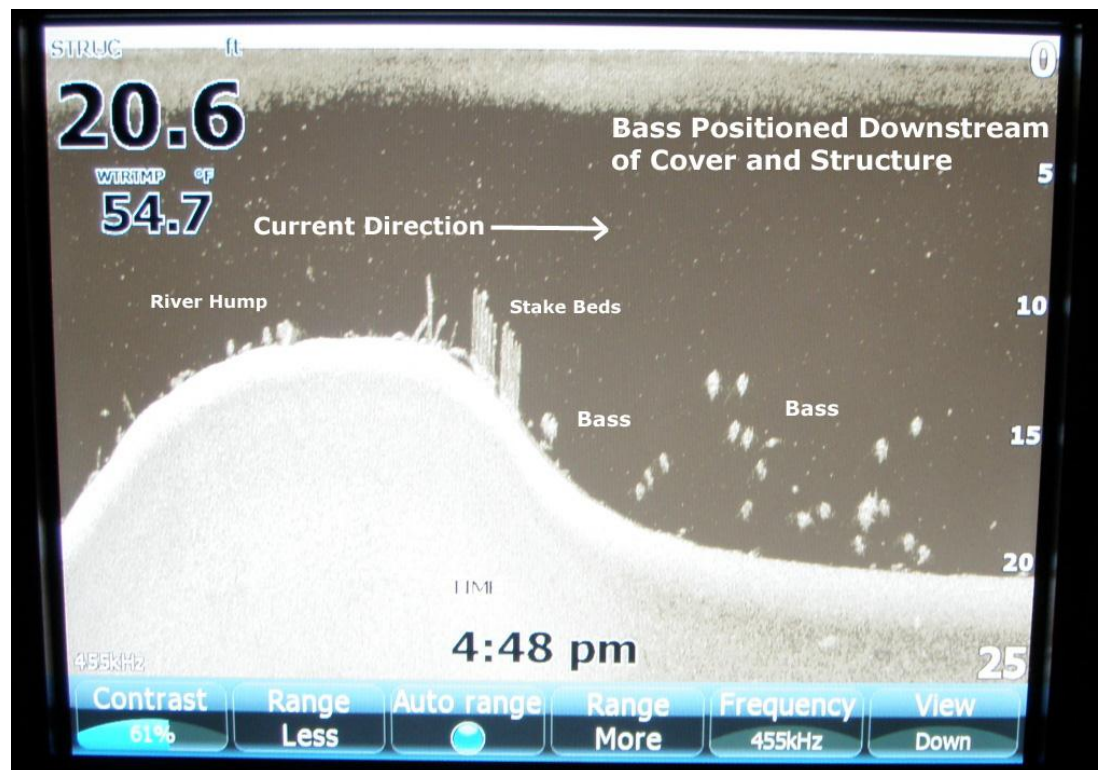 STRUC ft
0
20.6
Bass Positioned Downstream
of Cover and Structure
WTRTMP °F
5
54.7
Current Direction
River Hump
Stake Beds
10
Bass
Bass
15
20
TIME
4:48 pm
455kHz
25
Contrast Range Auto range Range Frequency View
61% Less More 455kHz Down